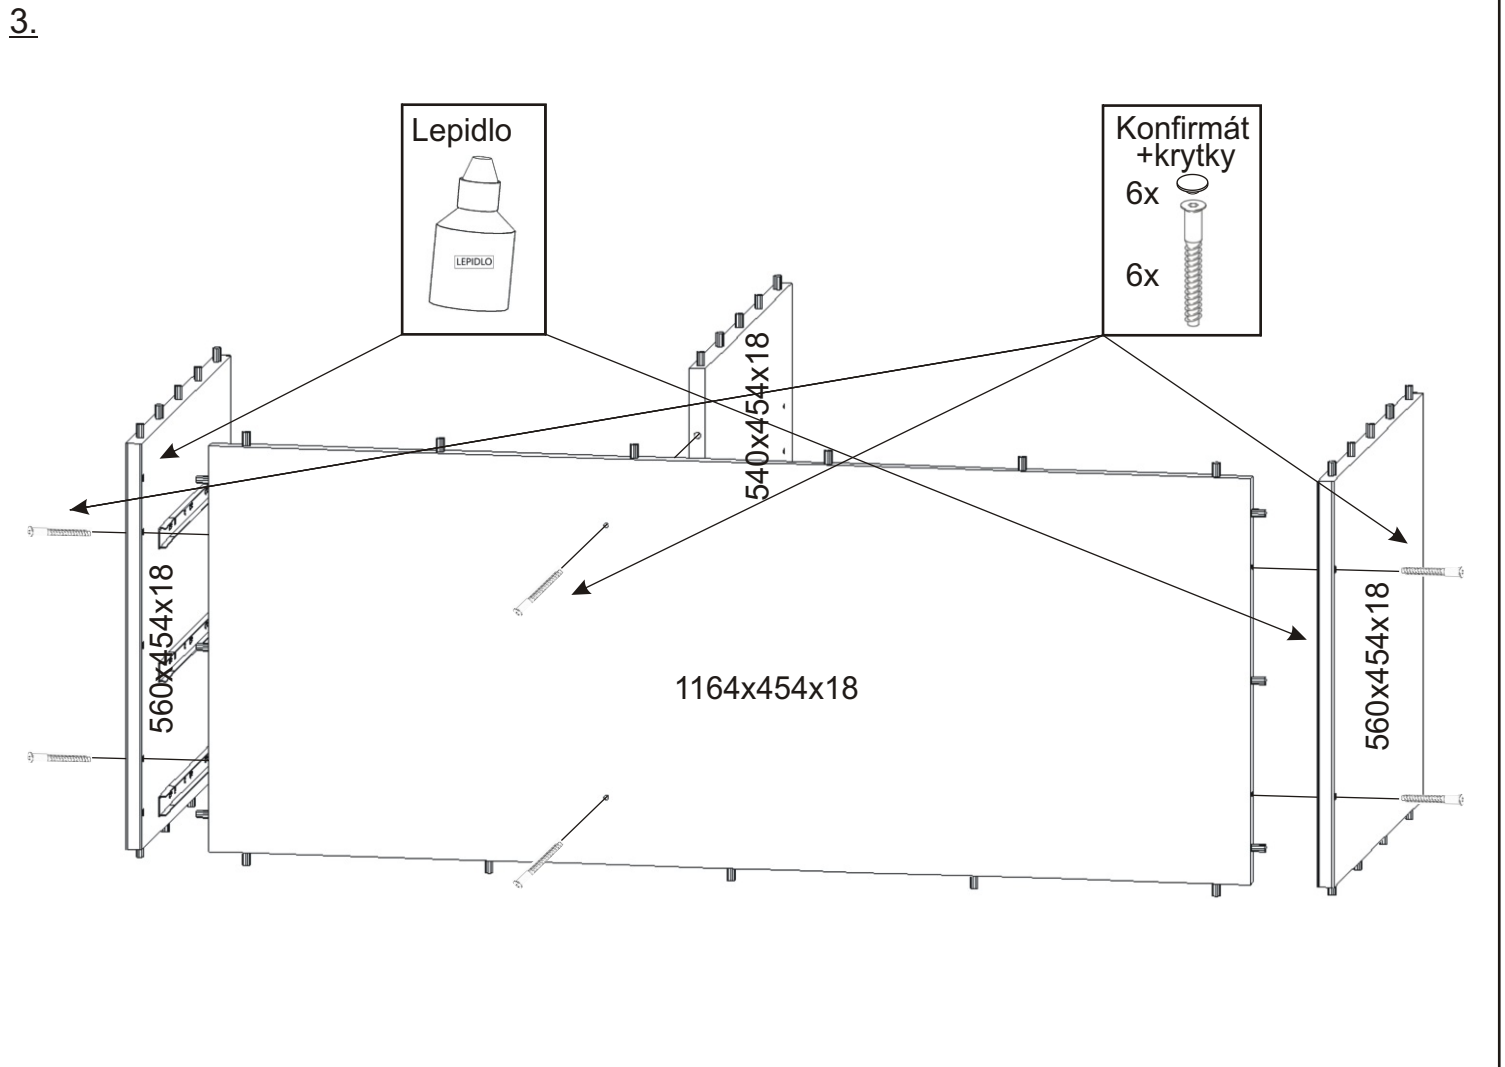 3.
Lepidlo
LEPIDLO
Konfirmát
+krytky
6x
6x
540x454x18
560x454x18
1164x454x18
560x454x18